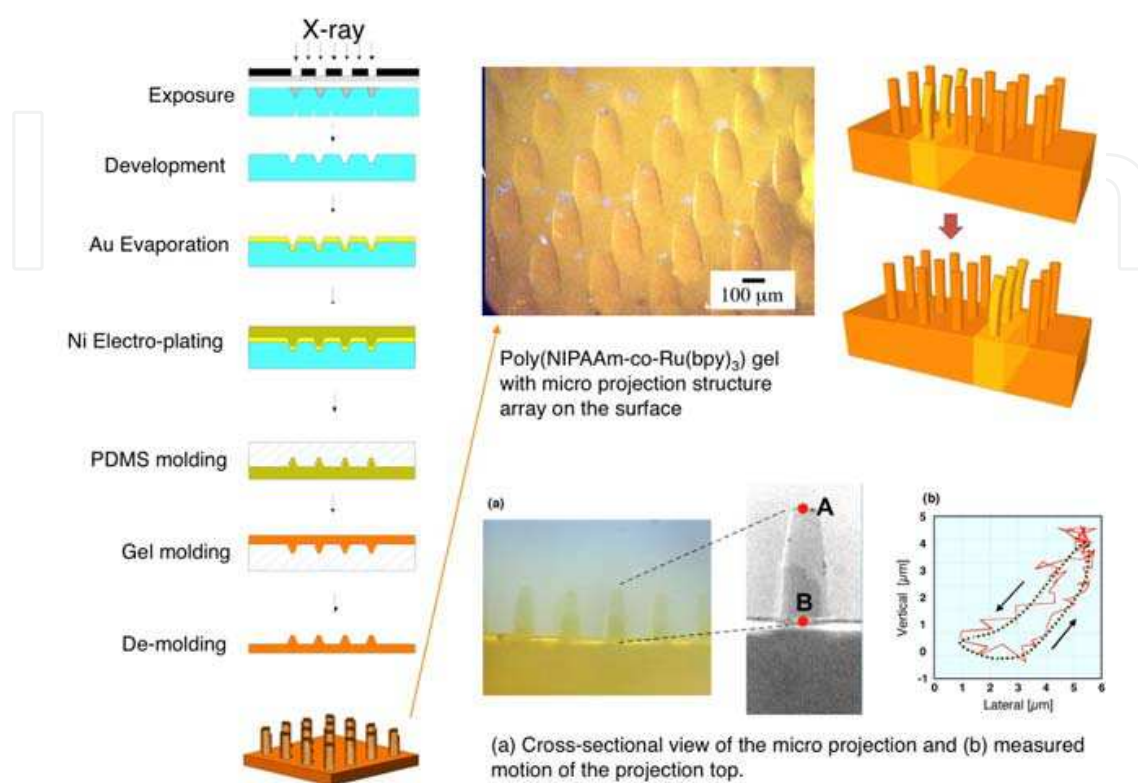 X-ray
Exposure
Development
Au Evaporation
Ni Electro-plating
PDMS molding
Gel molding
De-molding
100 μm
Poly(NIPAAm-co-Ru(bpy)₃) gel
with micro projection structure
array on the surface
(a)
A
B
(b)
Vertical [μm]
5
4
3
2
1
0
-1
0 1 2 3 4 5 6
Lateral [μm]
(a) Cross-sectional view of the micro projection and (b) measured
motion of the projection top.